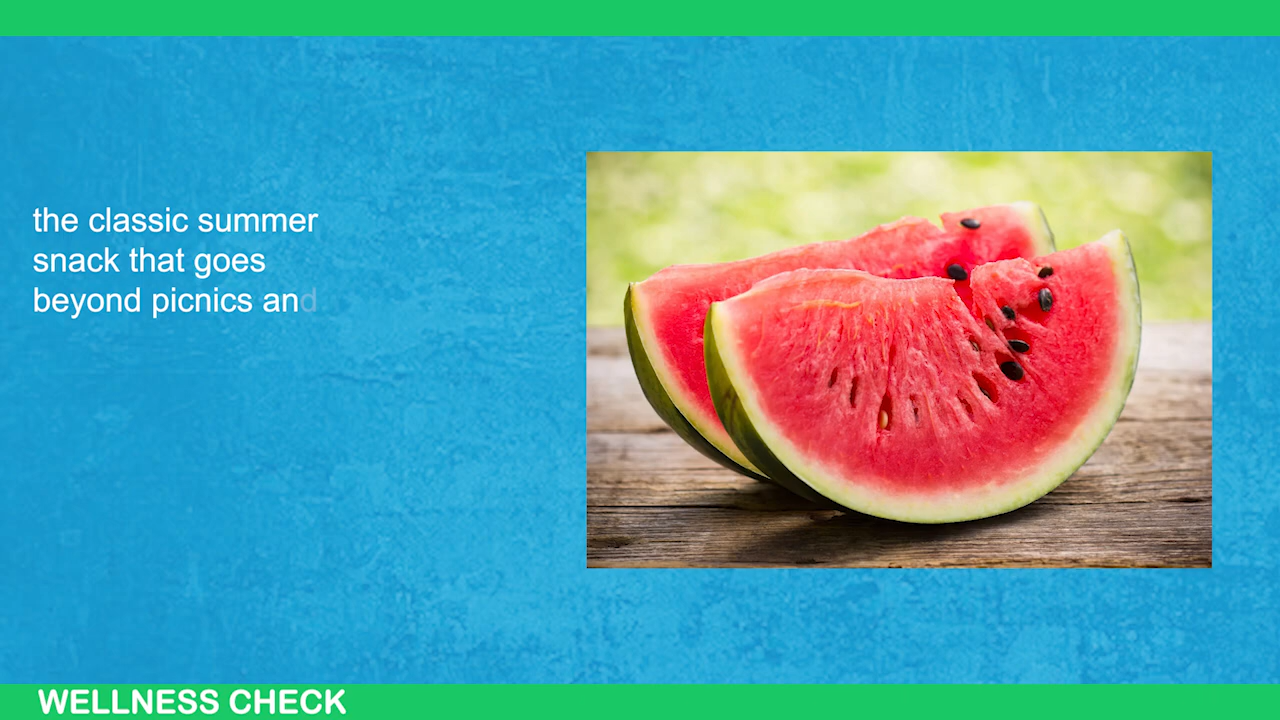 the classic summer
snack that goes
beyond picnics and
WELLNESS CHECK